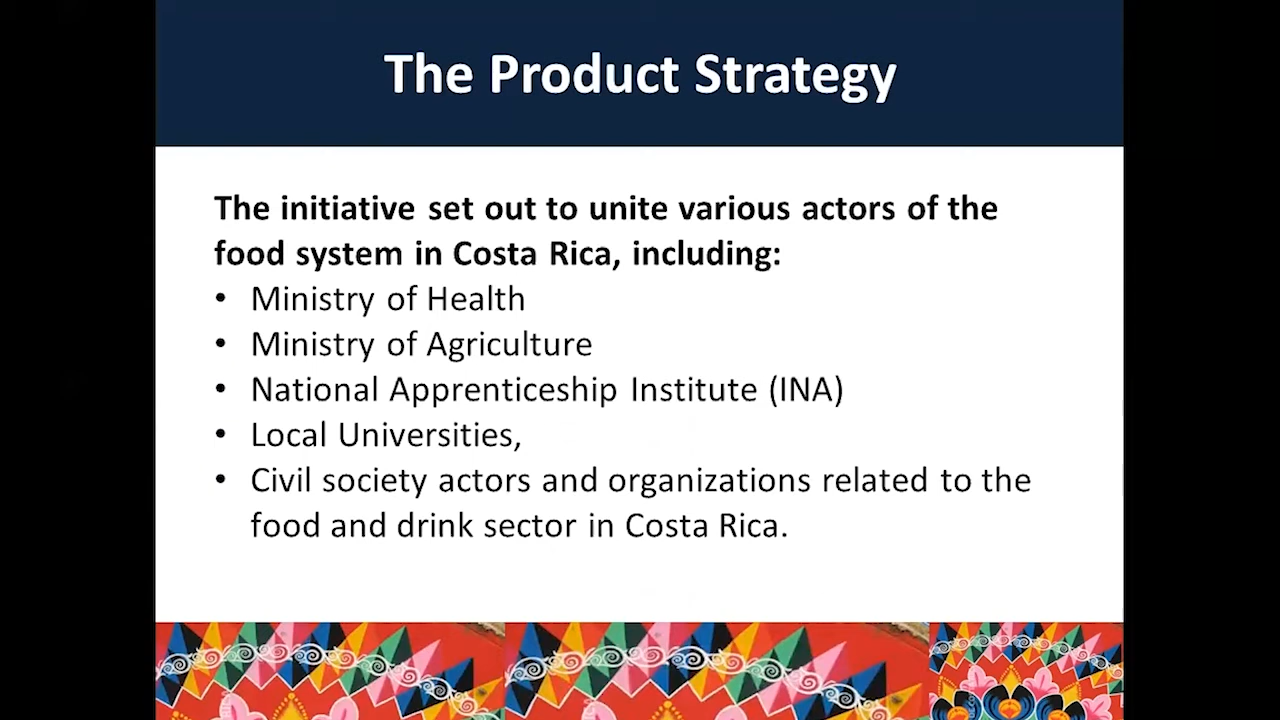 The Product Strategy
The initiative set out to unite various actors of the
food system in Costa Rica, including:
• Ministry of Health
• Ministry of Agriculture
• National Apprenticeship Institute (INA)
• Local Universities,
• Civil society actors and organizations related to the
food and drink sector in Costa Rica.